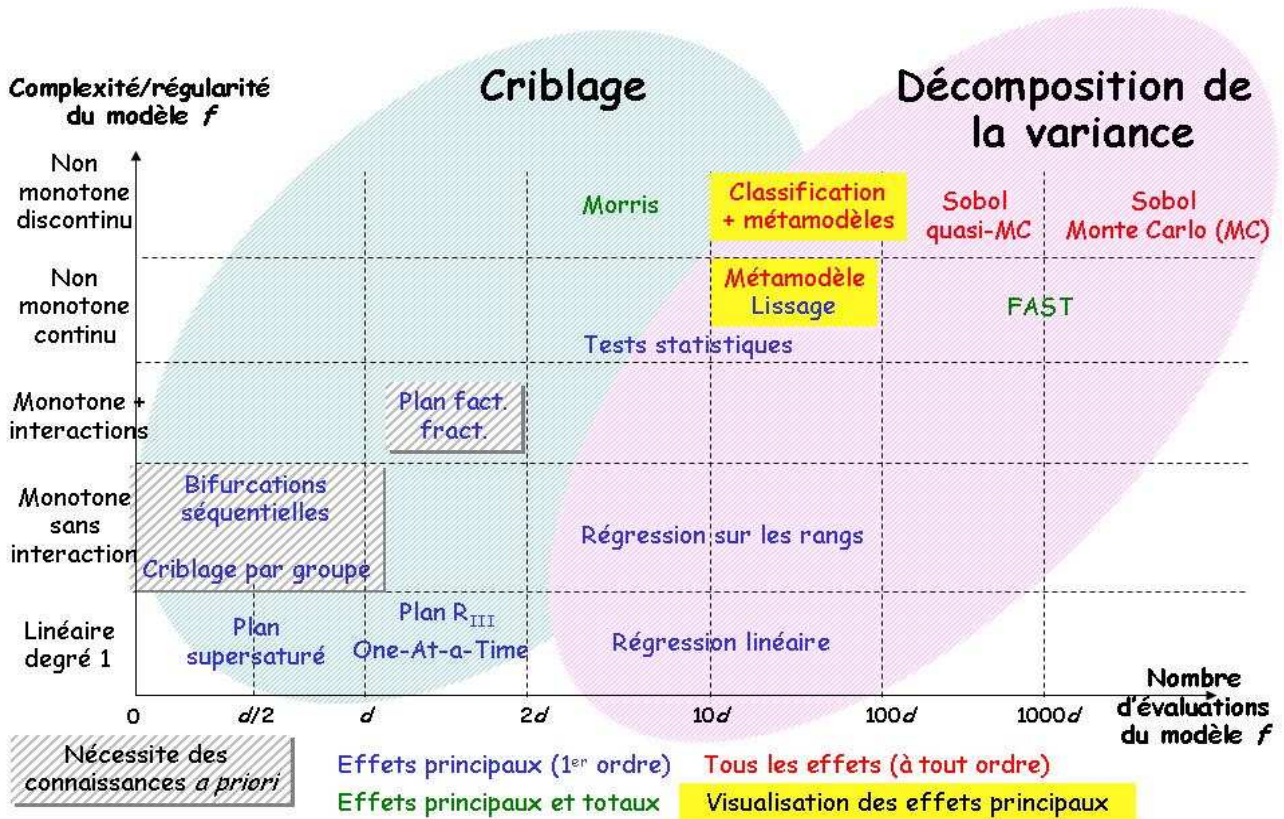 Criblage
Décomposition de
la variance
Complexité/régularité
du modèle f
Non
monotone
discontinu
Morris
Classification
+ métamodèles
Sobol
quasi-MC
Sobol
Monte Carlo (MC)
Non
monotone
continu
Métamodèle
Lissage
FAST
Tests statistiques
Monotone +
interactions
Plan fact.
fract.
Monotone
sans
interaction
Bifurcations
séquentielles
Criblage par groupe
Régression sur les rangs
Linéaire
degré 1
Plan
supersaturé
Plan RIII
One-At-a-Time
Régression linéaire
0
d/2
d
2d
10d
100d
1000d
Nombre
d'évaluations
du modèle f
Nécessite des
connaissances a priori
Effets principaux (1er ordre)
Tous les effets (à tout ordre)
Effets principaux et totaux
Visualisation des effets principaux